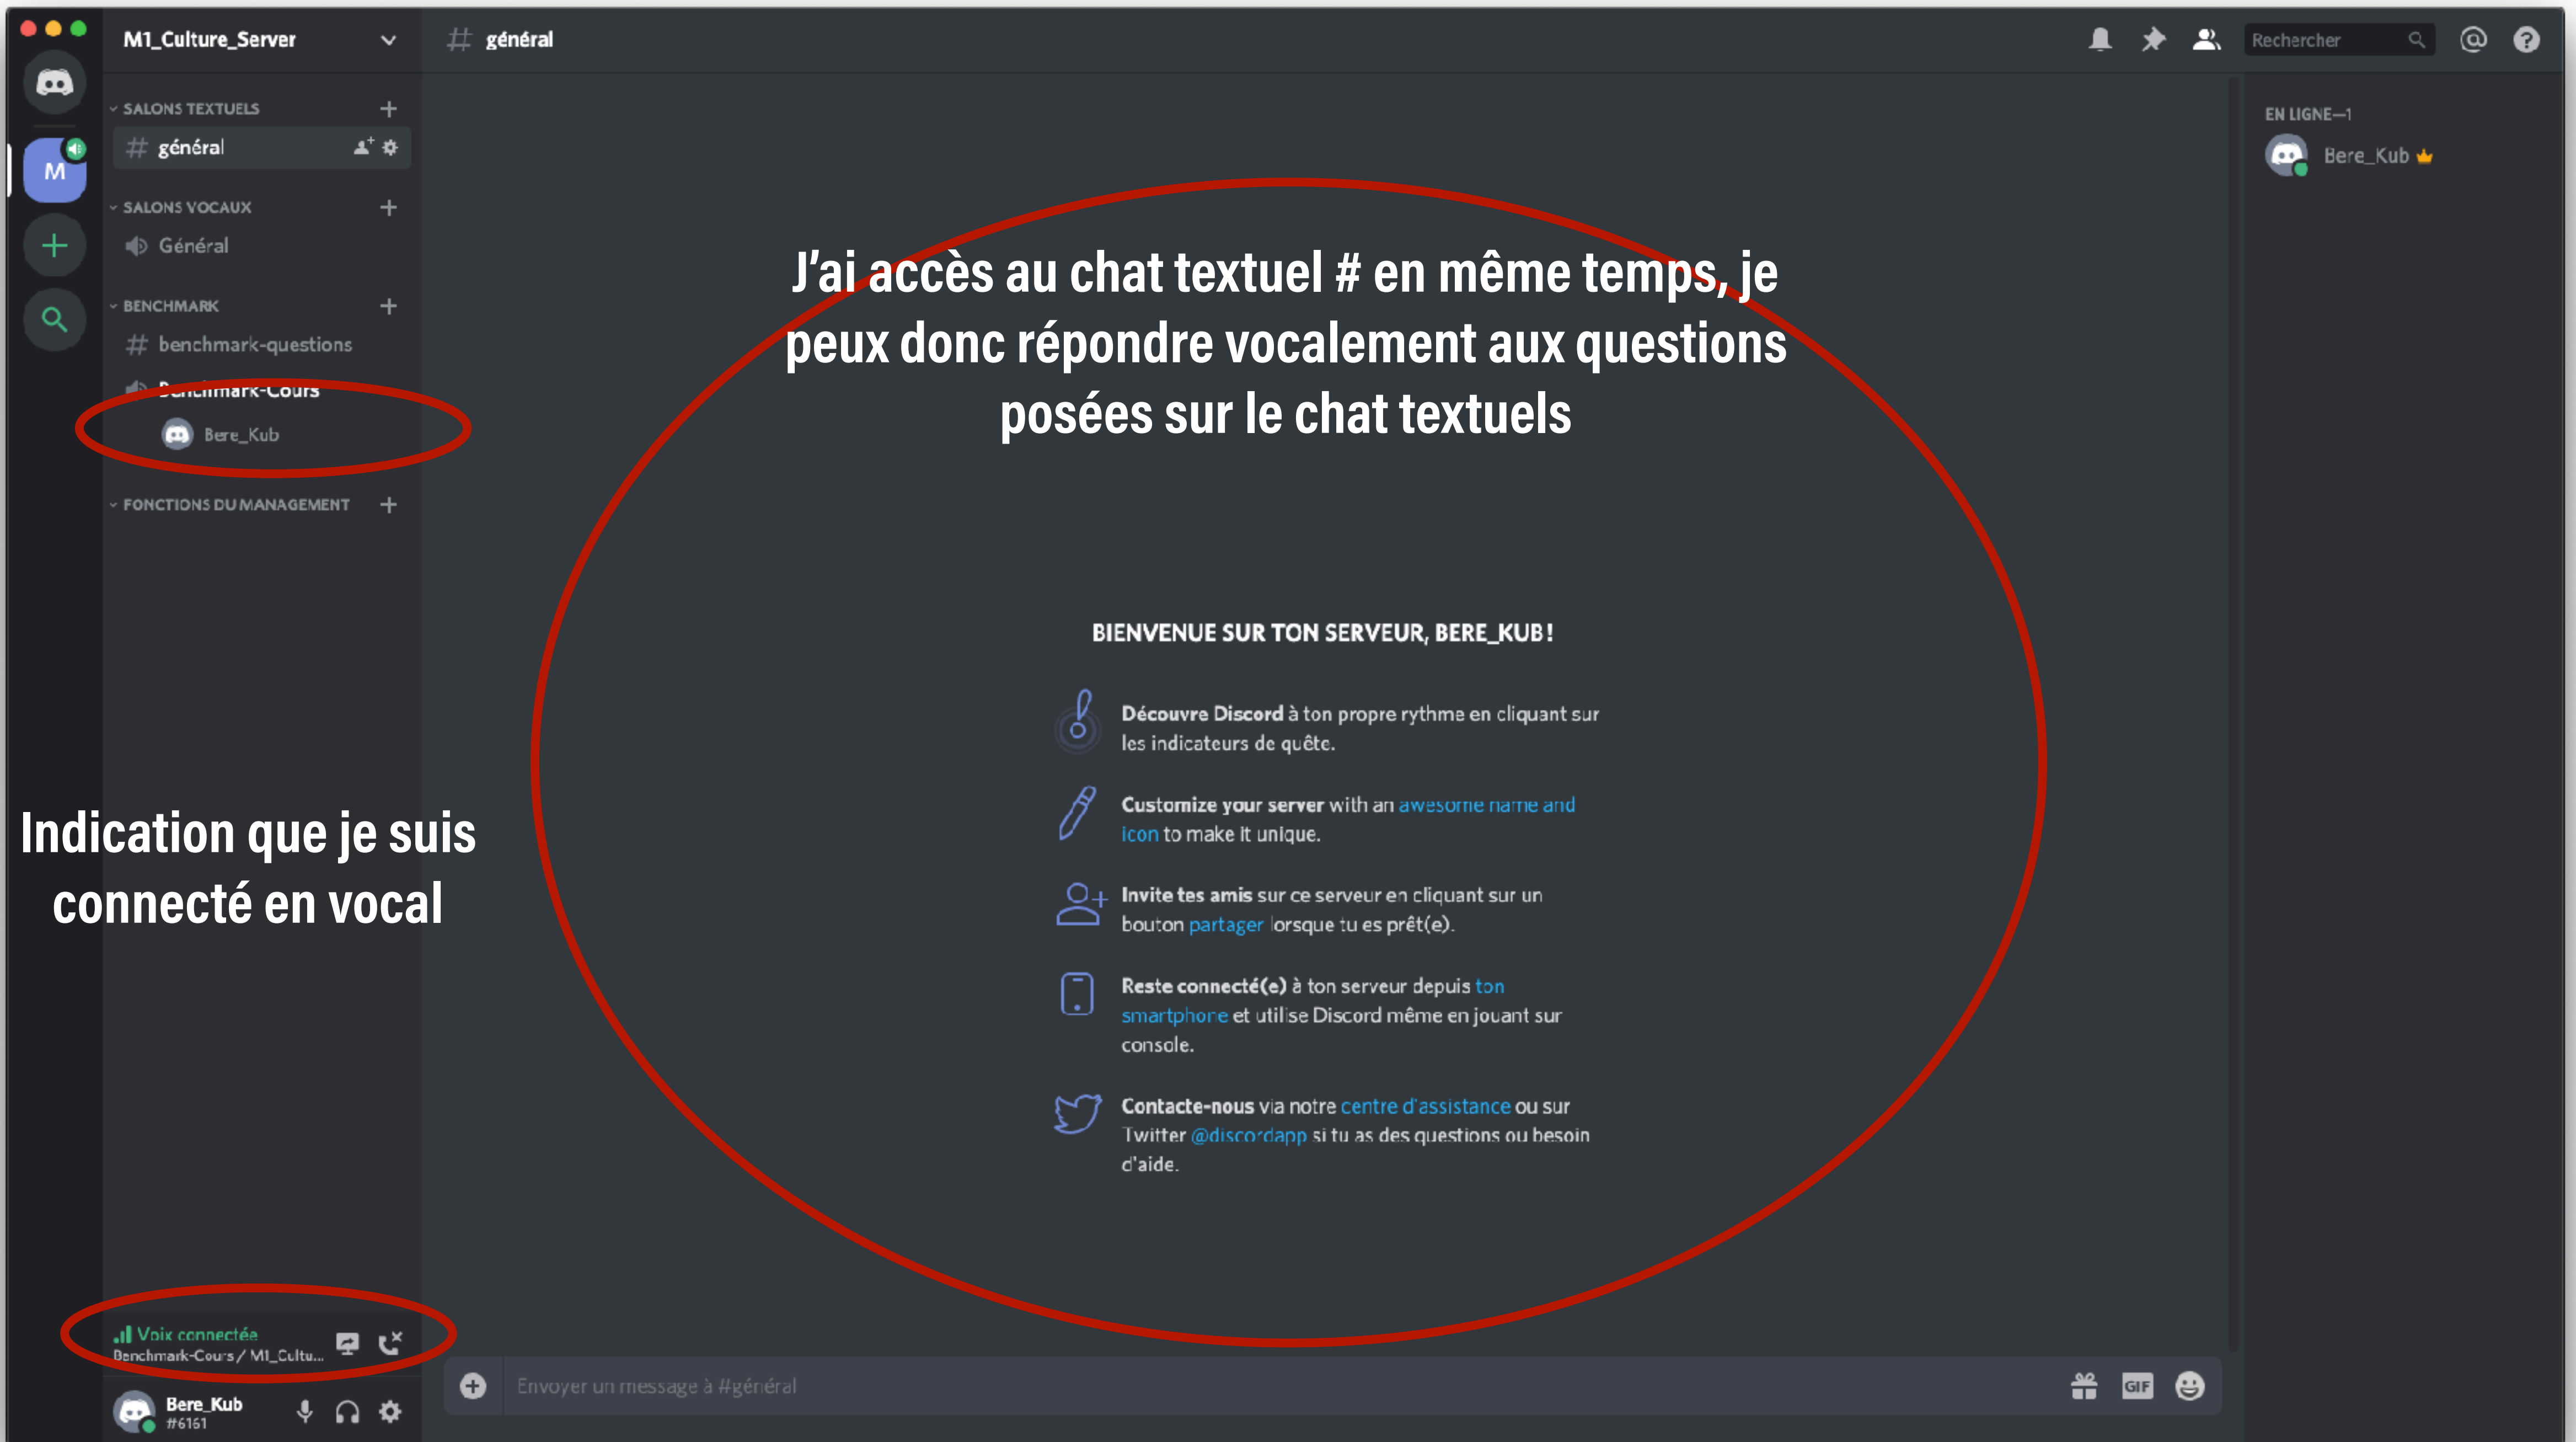 M1_Culture_Server
# général
Rechercher
SALONS TEXTUELS
# général
M
SALONS VOCAUX
Général
BENCHMARK
# benchmark-questions
Benchmark-Cours
Bere_Kub
FONCTIONS DU MANAGEMENT
Indication que je suis
connecté en vocal
Voix connectée
Benchmark-Cours / M1_Cultu...
Bere_Kub
#6161
J’ai accès au chat textuel # en même temps, je
peux donc répondre vocalement aux questions
posées sur le chat textuels
BIENVENUE SUR TON SERVEUR, BERE_KUB !
Découvre Discord à ton propre rythme en cliquant sur
les indicateurs de quête.
Customize your server with an awesome name and
icon to make it unique.
Invite tes amis sur ce serveur en cliquant sur un
bouton partager lorsque tu es prêt(e).
Reste connecté(e) à ton serveur depuis ton
smartphone et utilise Discord même en jouant sur
console.
Contacte-nous via notre centre d'assistance ou sur
Twitter @discordapp si tu as des questions ou besoin
d'aide.
Envoyer un message à #général
GIF
EN LIGNE—1
Bere_Kub